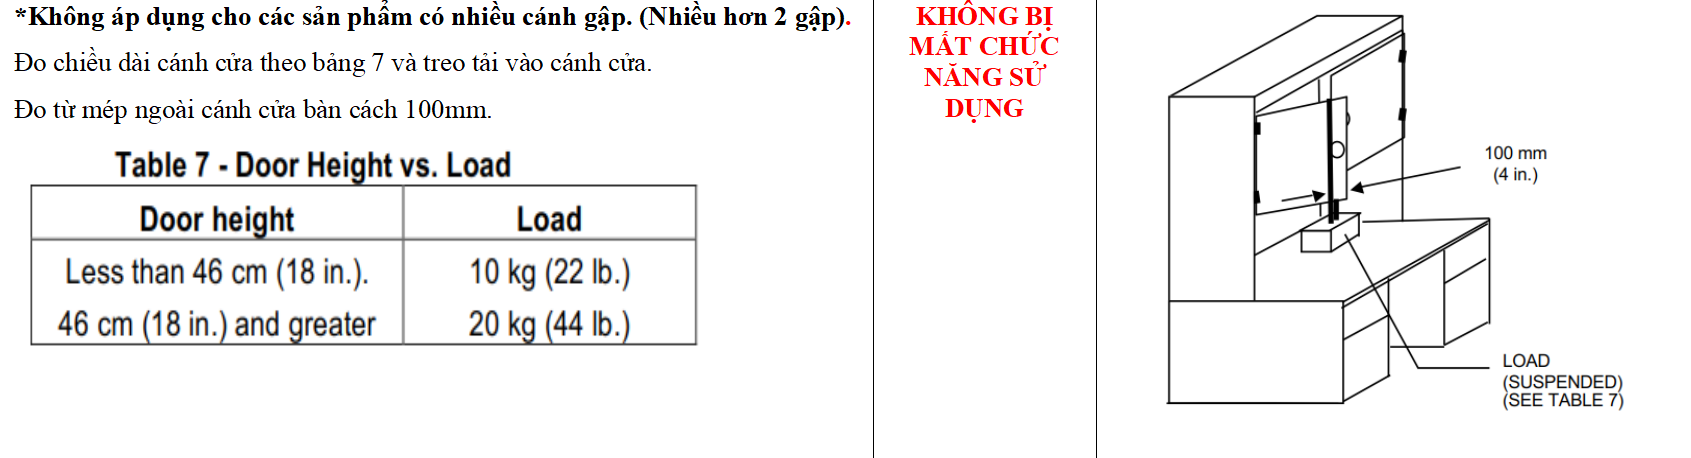 *Không áp dụng cho các sản phẩm có nhiều cánh gập. (Nhiều hơn 2 gập).
Đo chiều dài cánh cửa theo bảng 7 và treo tải vào cánh cửa.
Đo từ mép ngoài cánh cửa bàn cách 100mm.
Table 7 - Door Height vs. Load
Door height Load
Less than 46 cm (18 in.). 10 kg (22 lb.)
46 cm (18 in.) and greater 20 kg (44 lb.)
KHÔNG BỊ
MẤT CHỨC
NĂNG SỬ
DỤNG
100 mm
(4 in.)
LOAD
(SUSPENDED)
(SEE TABLE 7)